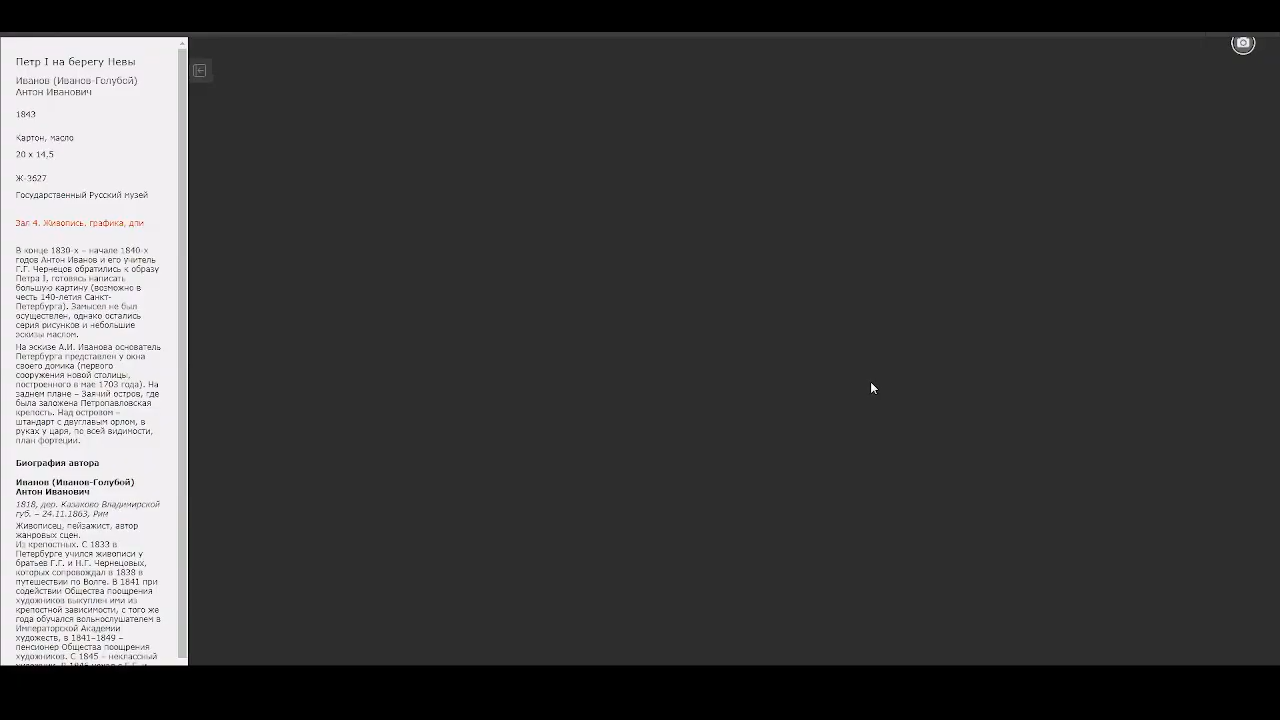 Петр I на берегу Невы
Иванов (Иванов-Голубой)
Антон Иванович
1843
Картон, масло
20 x 14,5
Ж-3627
Государственный Русский музей
Зал 4. Живопись, графика, дпи
В конце 1830-х – начале 1840-х
годов Антон Иванов и его учитель
Г.Г. Чернецов обратились к образу
Петра I, готовясь написать
большую картину (возможно в
честь 140-летия Санкт-
Петербурга). Замысел не был
осуществлен, однако остались
серия рисунков и небольшие
эскизы маслом.
На эскизе А.И. Иванова основатель
Петербурга представлен у окна
своего домика (первого
сооружения новой столицы,
построенного в мае 1703 года). На
заднем плане – Заячий остров, где
была заложена Петропавловская
крепость. Над островом –
штандарт с двуглавым орлом, в
руках у царя, по всей видимости,
план фортеции.
Биография автора
Иванов (Иванов-Голубой)
Антон Иванович
1818, дер. Казаково Владимирской
губ. – 24.11.1863, Рим
Живописец, пейзажист, автор
жанровых сцен.
Из крепостных. С 1833 в
Петербурге учился живописи у
братьев Г.Г. и Н.Г. Чернецовых,
которых сопровождал в 1838 в
путешествии по Волге. В 1841 при
содействии Общества поощрения
художников выкуплен ими из
крепостной зависимости, с того же
года обучался вольнослушателем в
Императорской Академии
художеств, в 1841–1849 –
пенсионер Общества поощрения
художников. С 1845 – неклассный